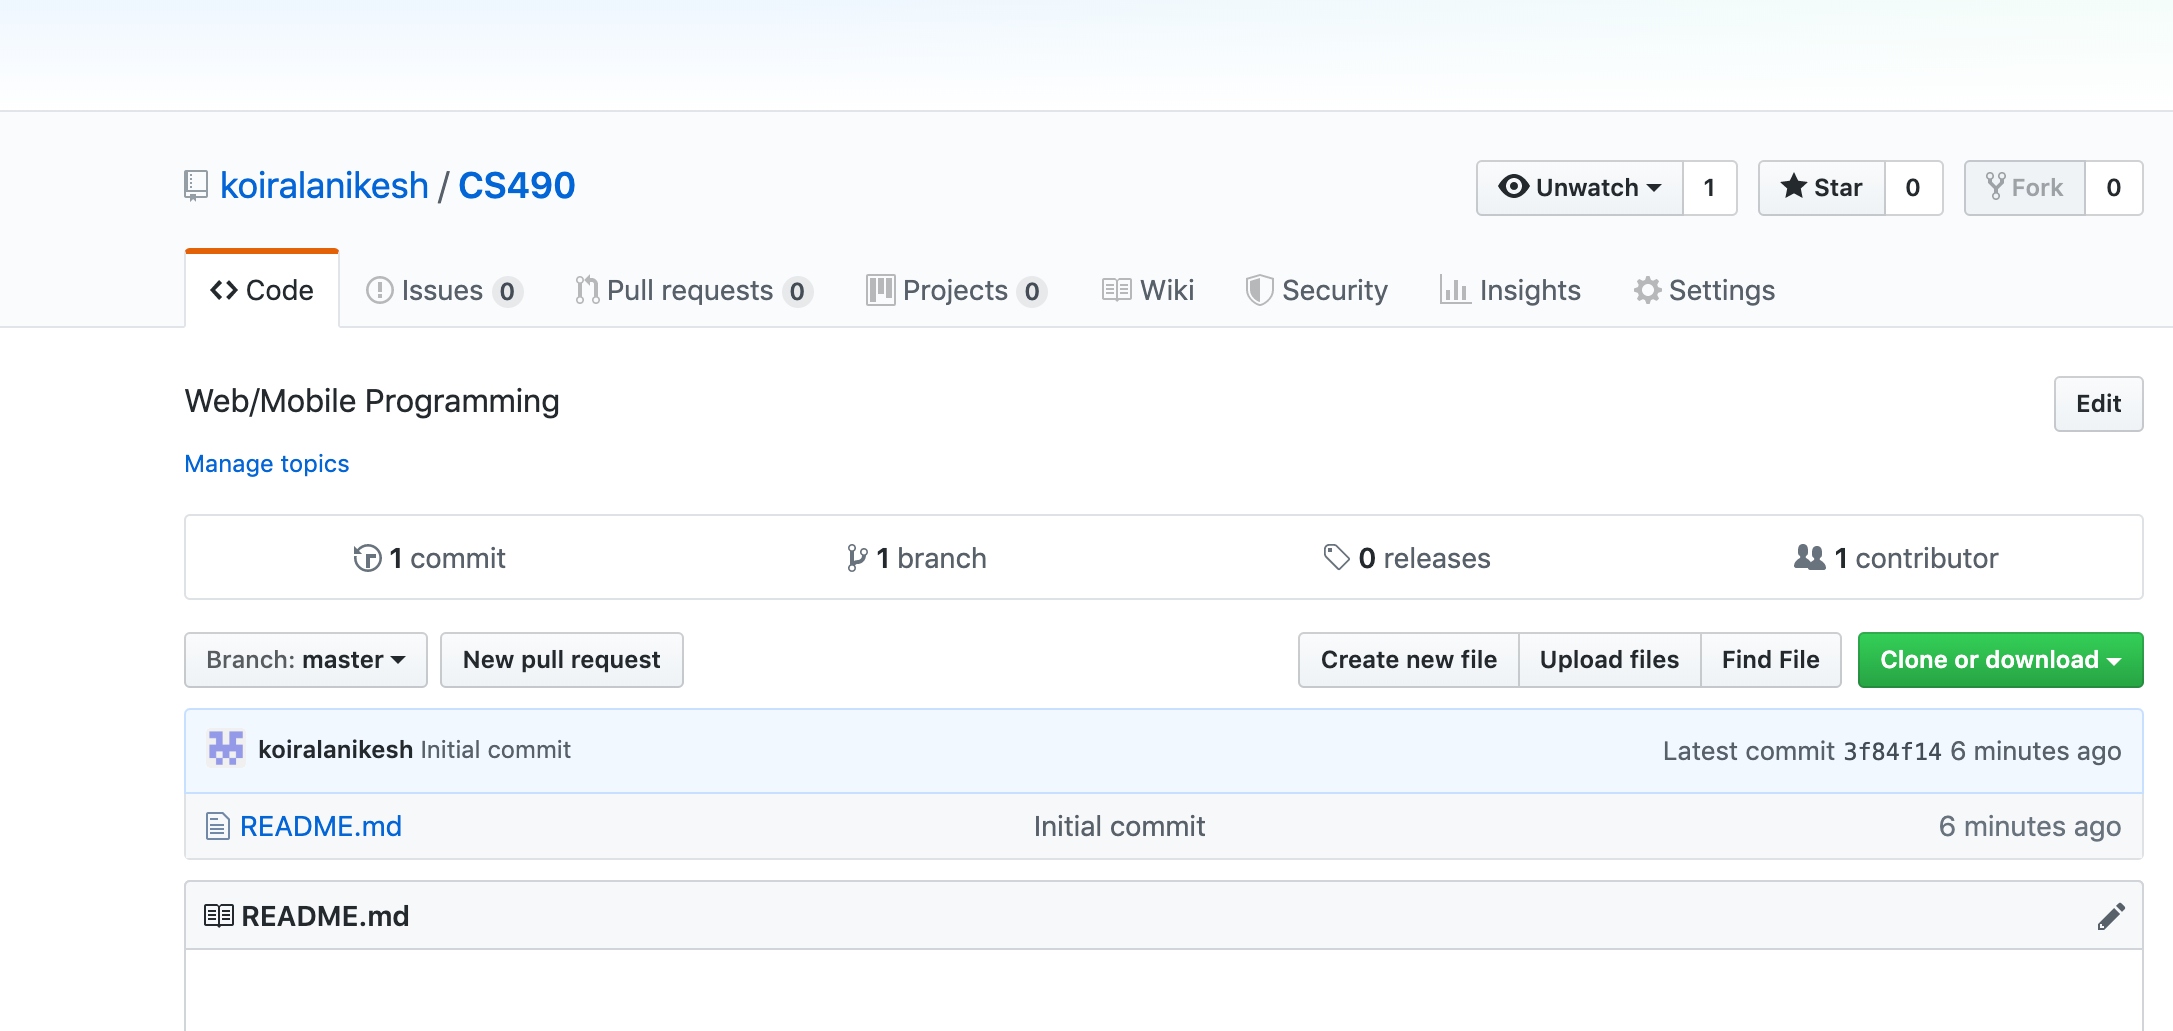 koiralanikesh / CS490
Unwatch 1 Star 0 Fork 0
Code Issues 0 Pull requests 0 Projects 0 Wiki Security Insights Settings
Web/Mobile Programming
Edit
Manage topics
1 commit 1 branch 0 releases 1 contributor
Branch: master New pull request Create new file Upload files Find File Clone or download
koiralanikesh Initial commit Latest commit 3f84f14 6 minutes ago
README.md Initial commit 6 minutes ago
README.md